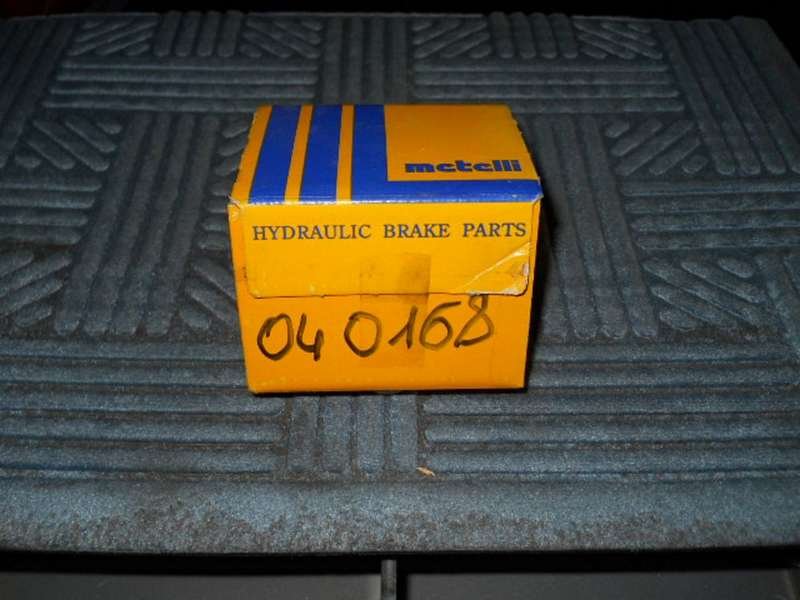 metelli
HYDRAULIC BRAKE PARTS
04 0168